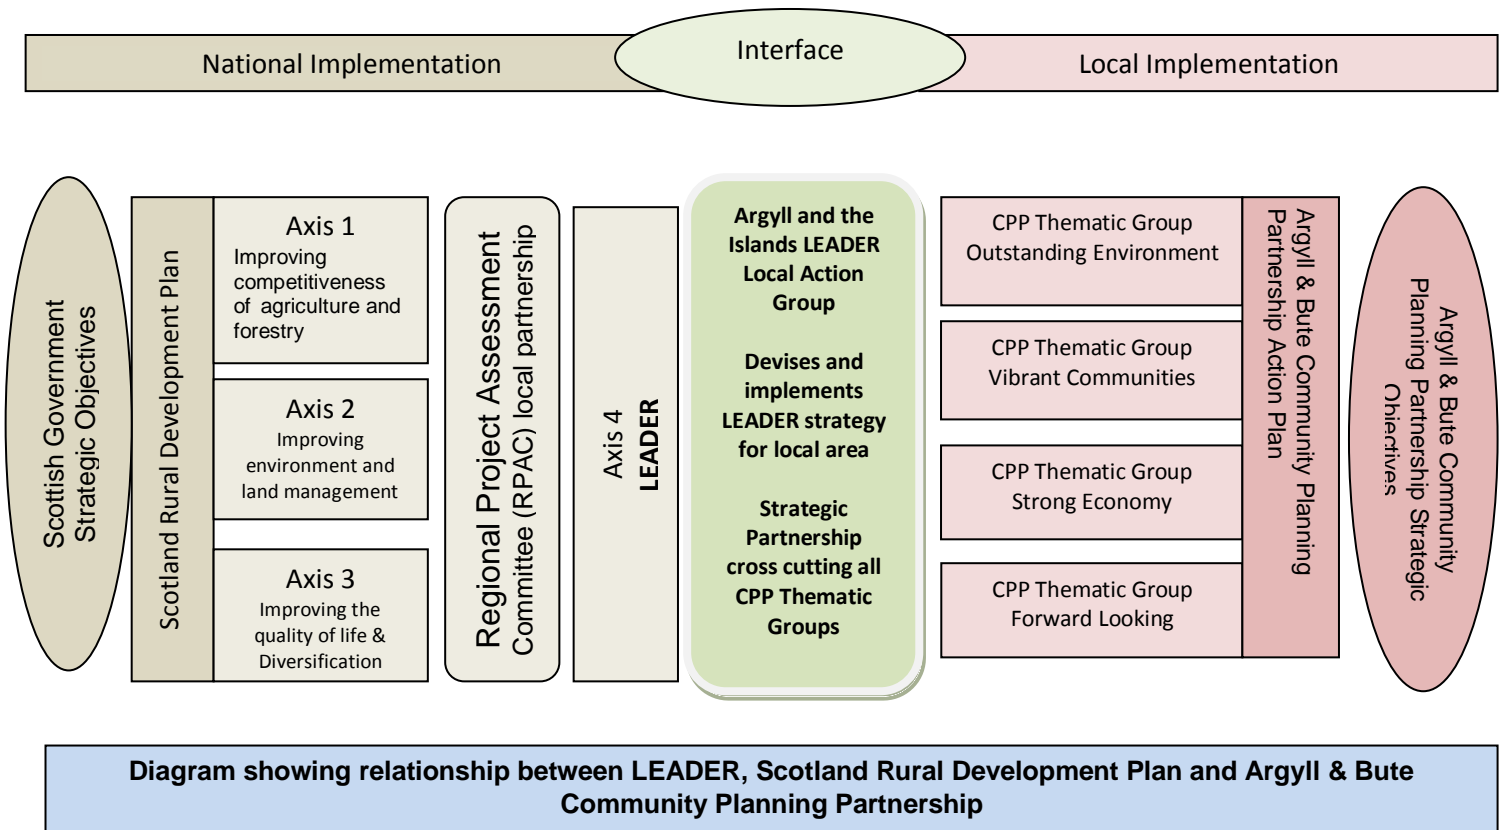 National Implementation
Interface
Local Implementation
Scottish Government
Strategic Objectives
Scotland Rural Development Plan
Axis 1
Improving
competitiveness
of agriculture and
forestry
Axis 2
Improving
environment and
land management
Axis 3
Improving the
quality of life &
Diversification
Regional Project Assessment
Committee (RPAC) local partnership
Axis 4
LEADER
Argyll and the
Islands LEADER
Local Action
Group
Devises and
implements
LEADER strategy
for local area
Strategic
Partnership
cross cutting all
CPP Thematic
Groups
CPP Thematic Group
Outstanding Environment
CPP Thematic Group
Vibrant Communities
CPP Thematic Group
Strong Economy
CPP Thematic Group
Forward Looking
Argyll & Bute Community Planning
Partnership Action Plan
Argyll & Bute Community
Planning Partnership Strategic
Objectives
Diagram showing relationship between LEADER, Scotland Rural Development Plan and Argyll & Bute
Community Planning Partnership